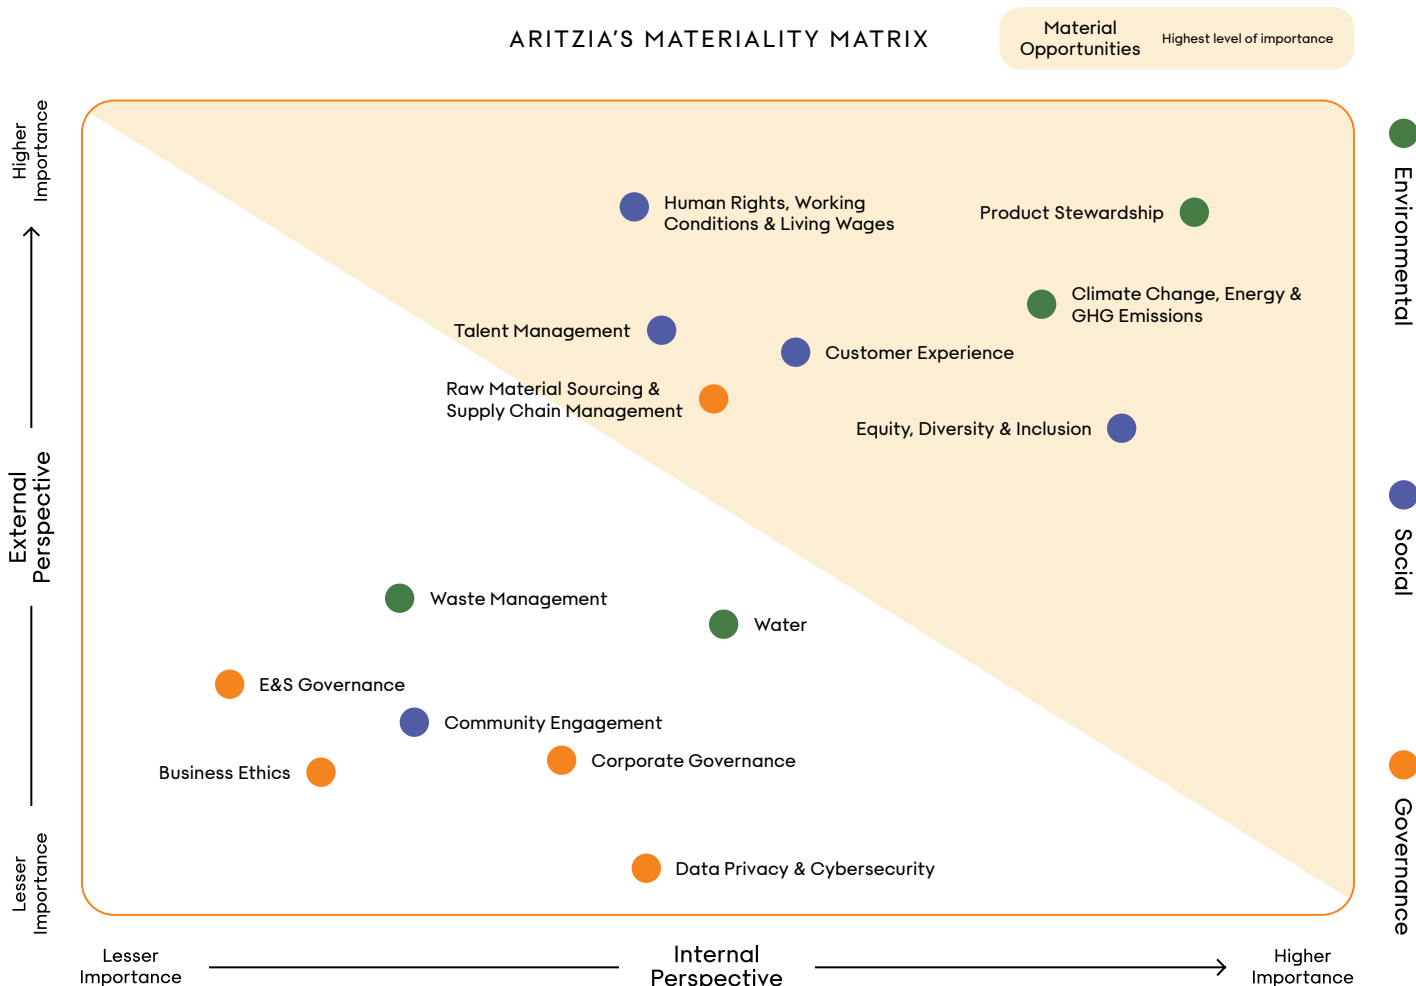 ARITZIA’S MATERIALITY MATRIX
Material
Opportunities
Highest level of importance
Higher
Importance
External
Perspective
Lesser
Importance
Human Rights, Working
Conditions & Living Wages
Product Stewardship
Climate Change, Energy &
GHG Emissions
Talent Management
Customer Experience
Raw Material Sourcing &
Supply Chain Management
Equity, Diversity & Inclusion
Waste Management
Water
E&S Governance
Community Engagement
Corporate Governance
Business Ethics
Data Privacy & Cybersecurity
Environmental
Social
Governance
Lesser
Importance
Internal
Perspective
Higher
Importance